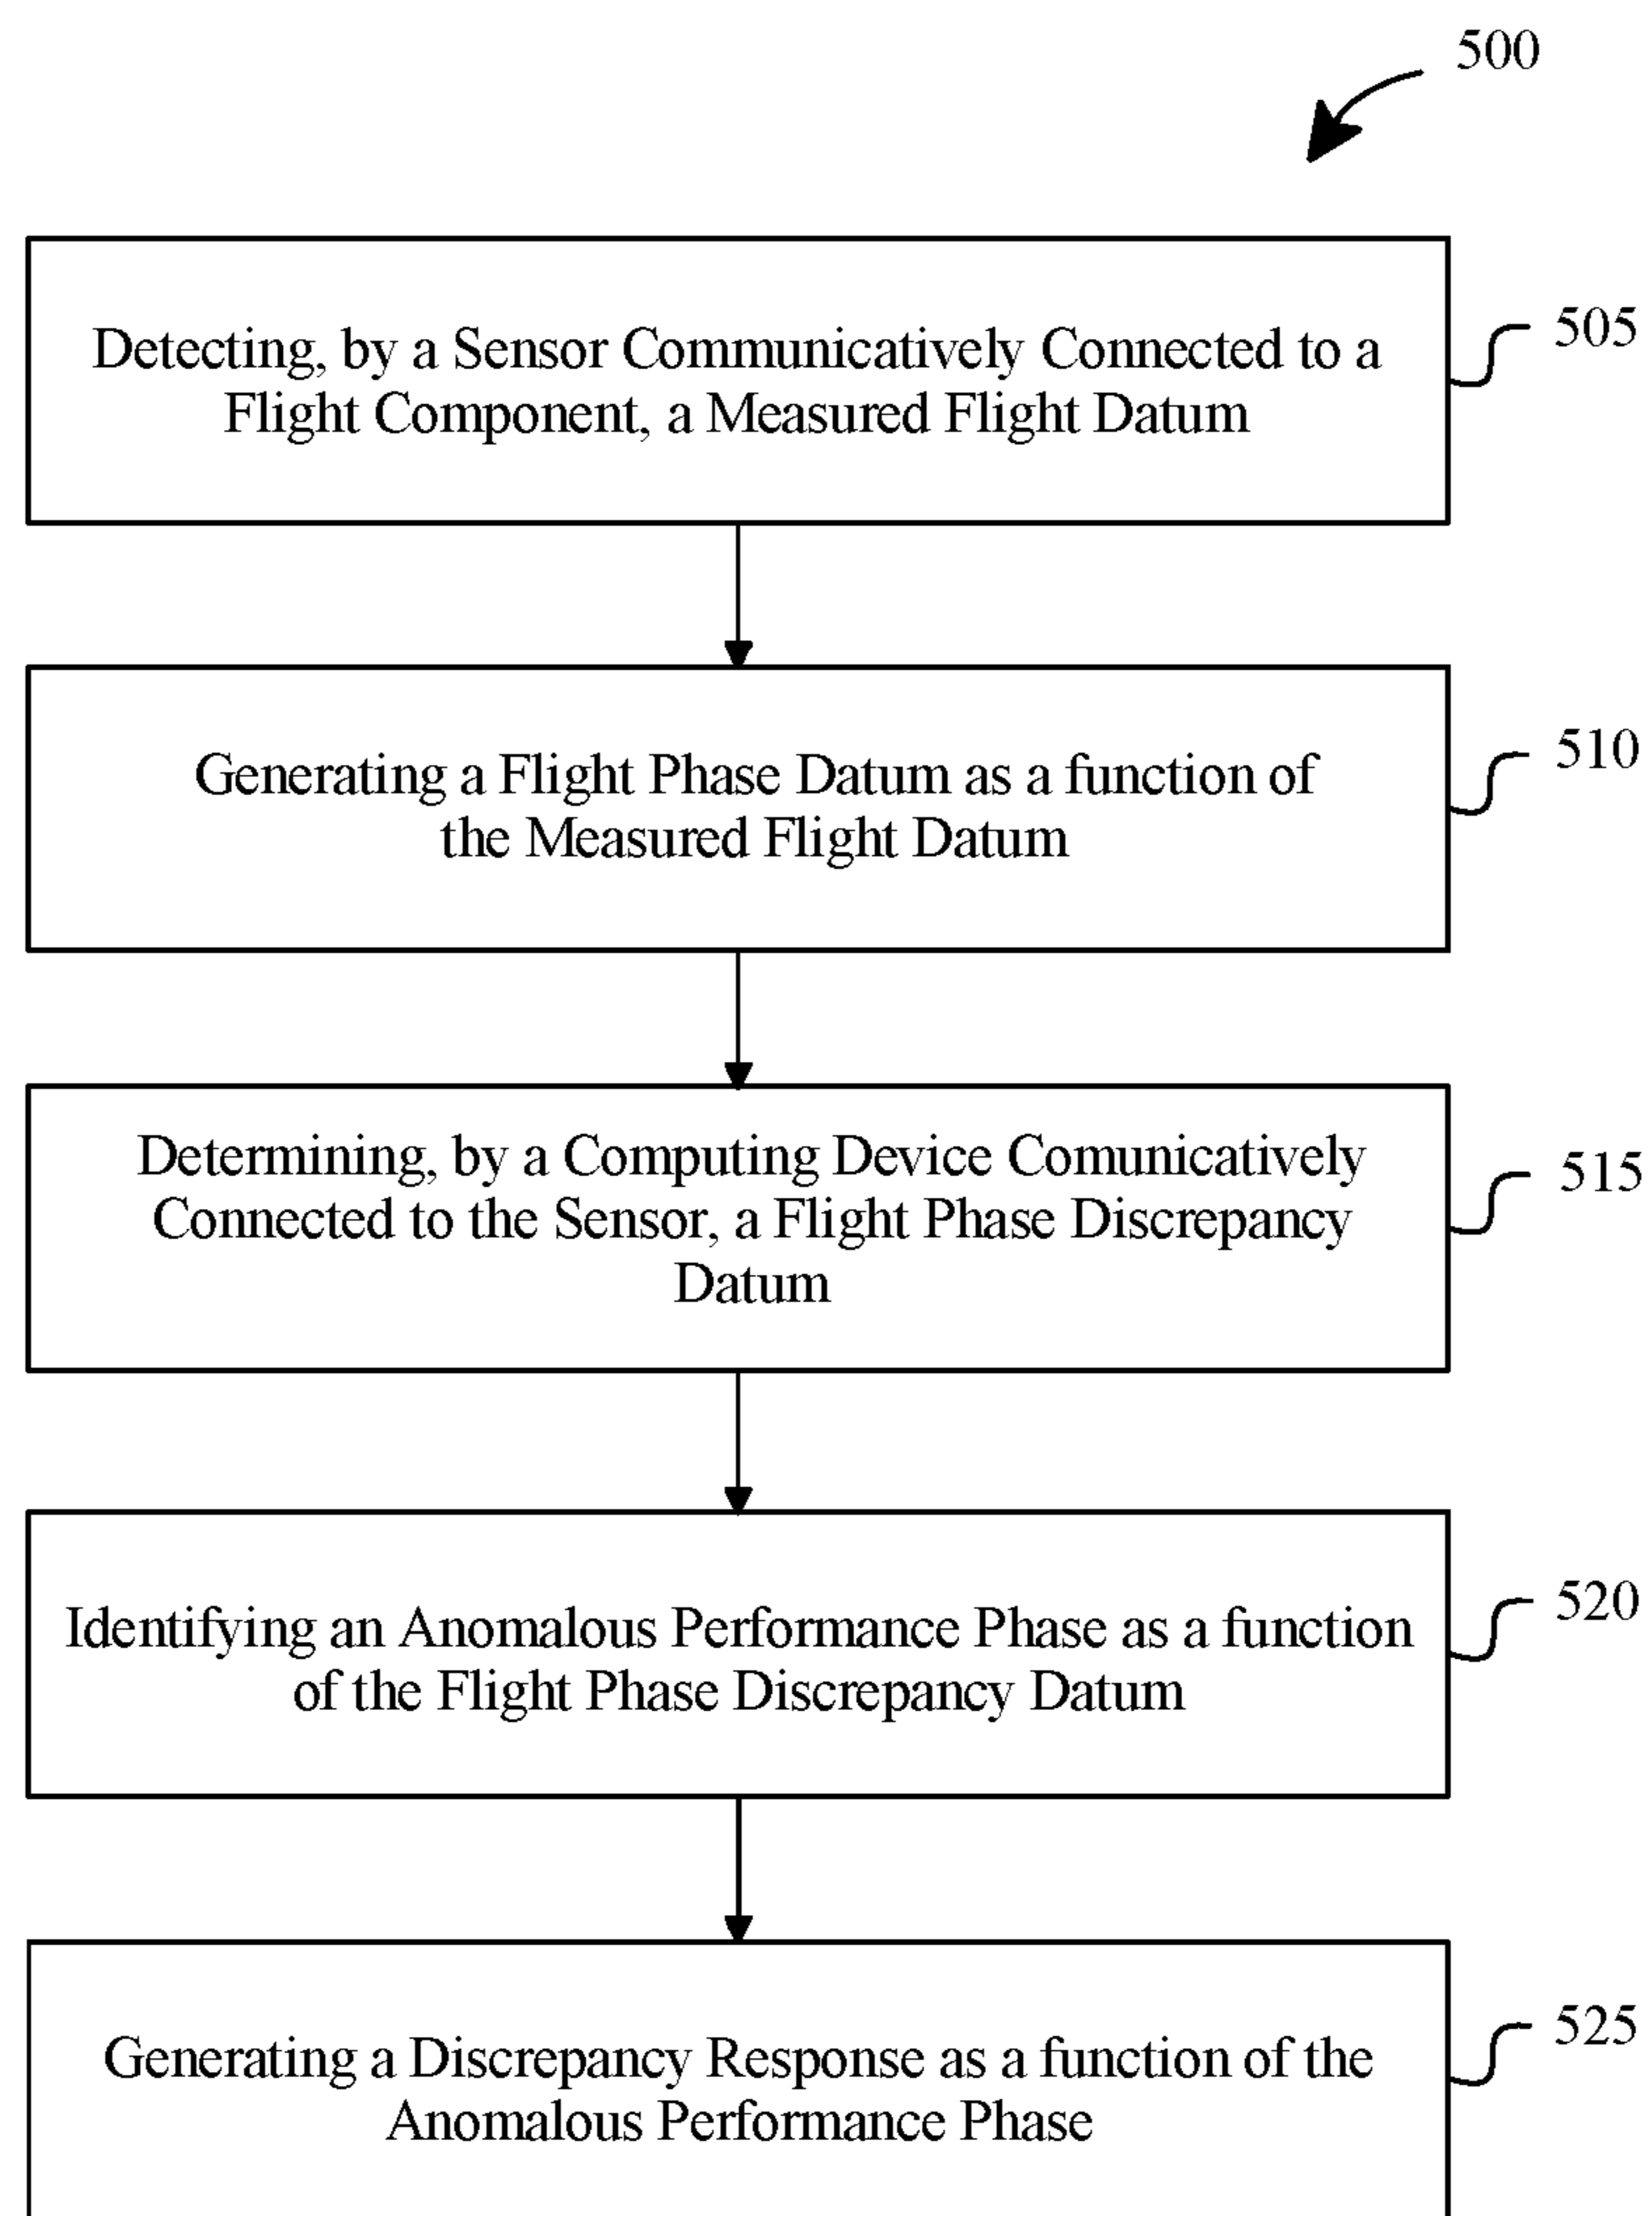 500
Detecting, by a Sensor Communicatively Connected to a
Flight Component, a Measured Flight Datum
505
Generating a Flight Phase Datum as a function of
the Measured Flight Datum
510
Determining, by a Computing Device Comunicatively
Connected to the Sensor, a Flight Phase Discrepancy
Datum
515
Identifying an Anomalous Performance Phase as a function
of the Flight Phase Discrepancy Datum
520
Generating a Discrepancy Response as a function of the
Anomalous Performance Phase
525